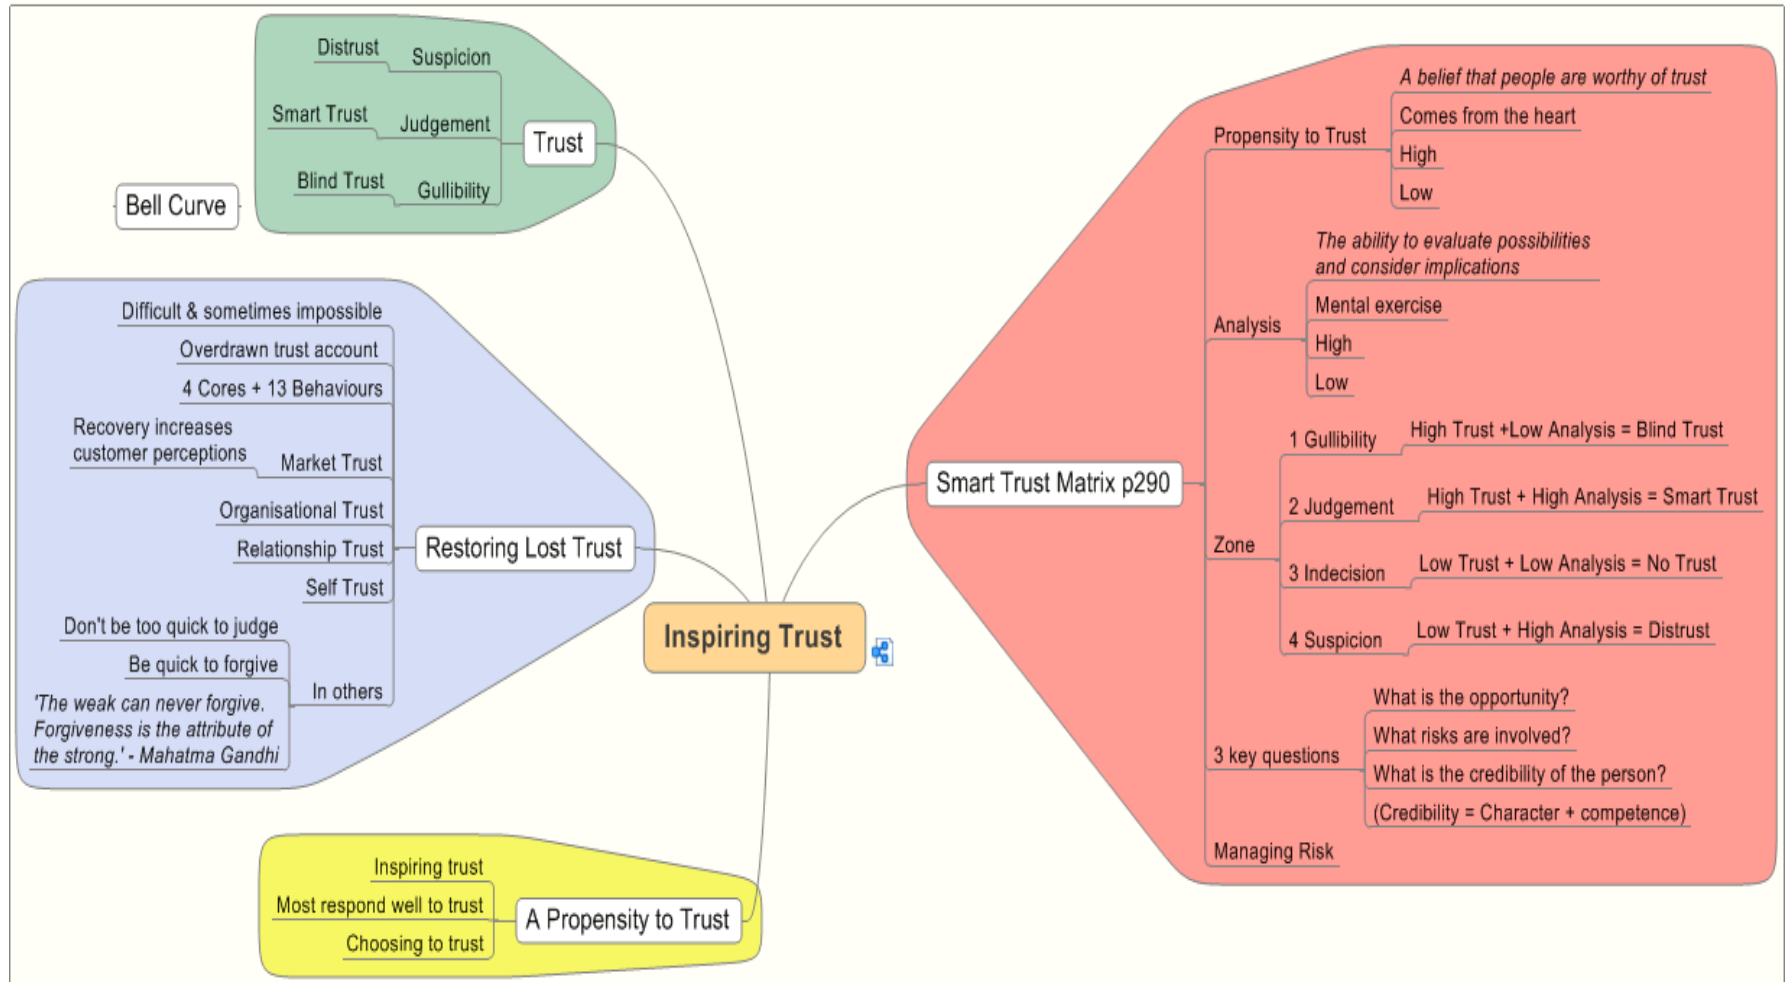 Inspiring Trust
Trust
Suspicion
Distrust
Judgement
Smart Trust
Gullibility
Blind Trust
Bell Curve
Restoring Lost Trust
Difficult & sometimes impossible
Overdrawn trust account
4 Cores + 13 Behaviours
Market Trust
Recovery increases
customer perceptions
Organisational Trust
Relationship Trust
Self Trust
In others
Don't be too quick to judge
Be quick to forgive
'The weak can never forgive.
Forgiveness is the attribute of
the strong.' - Mahatma Gandhi
A Propensity to Trust
Inspiring trust
Most respond well to trust
Choosing to trust
Smart Trust Matrix p290
Propensity to Trust
A belief that people are worthy of trust
Comes from the heart
High
Low
Analysis
The ability to evaluate possibilities
and consider implications
Mental exercise
High
Low
Zone
1 Gullibility
High Trust +Low Analysis = Blind Trust
2 Judgement
High Trust + High Analysis = Smart Trust
3 Indecision
Low Trust + Low Analysis = No Trust
4 Suspicion
Low Trust + High Analysis = Distrust
3 key questions
What is the opportunity?
What risks are involved?
What is the credibility of the person?
(Credibility = Character + competence)
Managing Risk